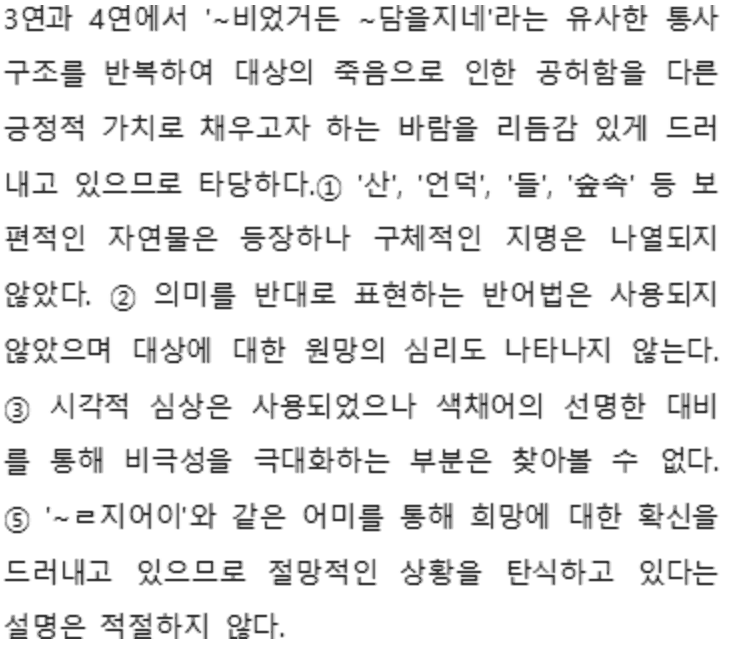 3연과 4연에서 '~비었거든 ~담을지네'라는 유사한 통사
구조를 반복하여 대상의 죽음으로 인한 공허함을 다른
긍정적 가치로 채우고자 하는 바람을 리듬감 있게 드러
내고 있으므로 타당하다.① '산', '언덕', '들', '숲속' 등 보
편적인 자연물은 등장하나 구체적인 지명은 나열되지
않았다. ② 의미를 반대로 표현하는 반어법은 사용되지
않았으며 대상에 대한 원망의 심리도 나타나지 않는다.
③ 시각적 심상은 사용되었으나 색채어의 선명한 대비
를 통해 비극성을 극대화하는 부분은 찾아볼 수 없다.
⑤ '~ㄹ지어이'와 같은 어미를 통해 희망에 대한 확신을
드러내고 있으므로 절망적인 상황을 탄식하고 있다는
설명은 적절하지 않다.